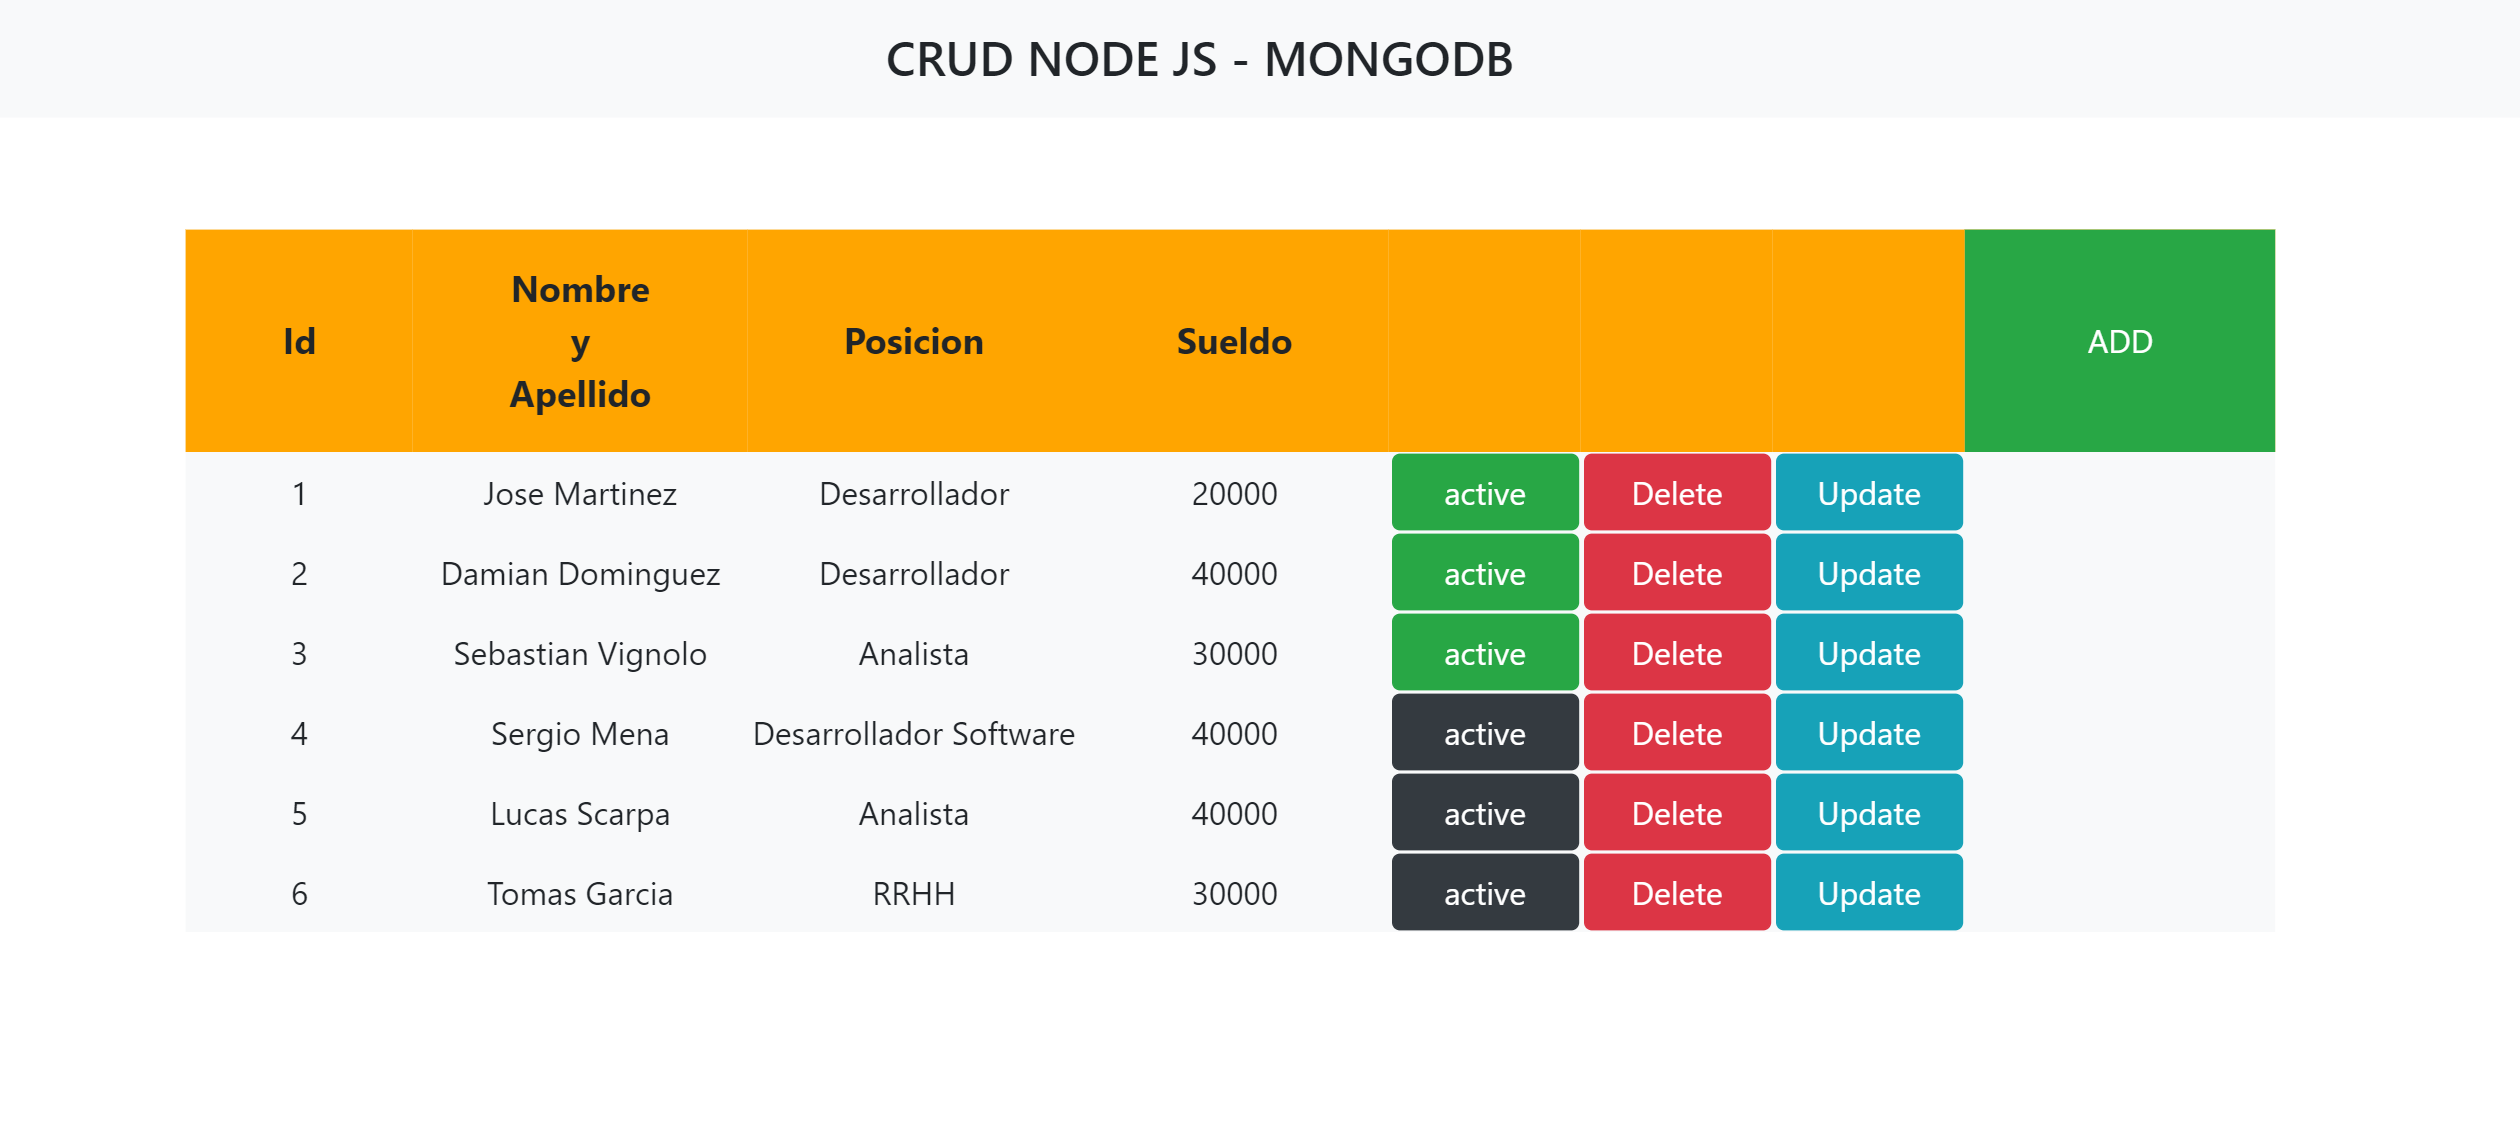 CRUD NODE JS - MONGODB
Id Nombre y Apellido Posicion Sueldo ADD
1 Jose Martinez Desarrollador 20000 active Delete Update
2 Damian Dominguez Desarrollador 40000 active Delete Update
3 Sebastian Vignolo Analista 30000 active Delete Update
4 Sergio Mena Desarrollador Software 40000 active Delete Update
5 Lucas Scarpa Analista 40000 active Delete Update
6 Tomas Garcia RRHH 30000 active Delete Update